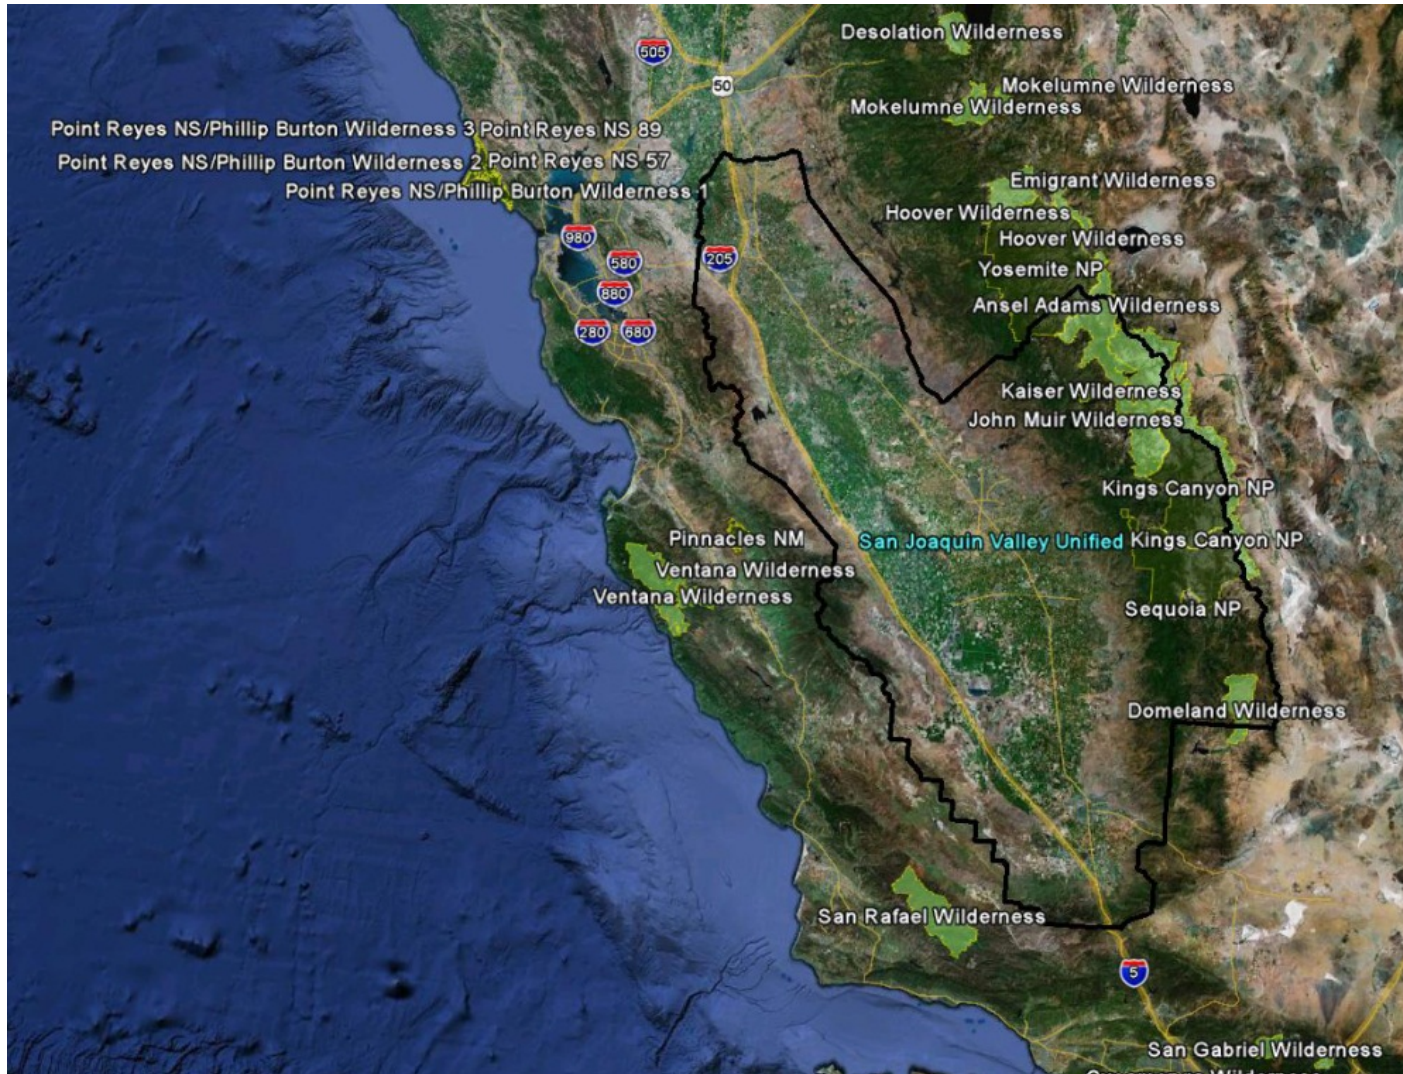 Desolation Wilderness
505
50
Mokelumne Wilderness
Mokelumne Wilderness
Point Reyes NS/Phillip Burton Wilderness 3 Point Reyes NS 89
Point Reyes NS/Phillip Burton Wilderness 2 Point Reyes NS 57
Point Reyes NS/Phillip Burton Wilderness 1
Emigrant Wilderness
Hoover Wilderness
Hoover Wilderness
980
580
205
Yosemite NP
880
Ansel Adams Wilderness
280
680
Kaiser Wilderness
John Muir Wilderness
Kings Canyon NP
Pinnacles NM
San Joaquin Valley Unified Kings Canyon NP
Ventana Wilderness
Ventana Wilderness
Sequoia NP
Domeland Wilderness
San Rafael Wilderness
5
San Gabriel Wilderness